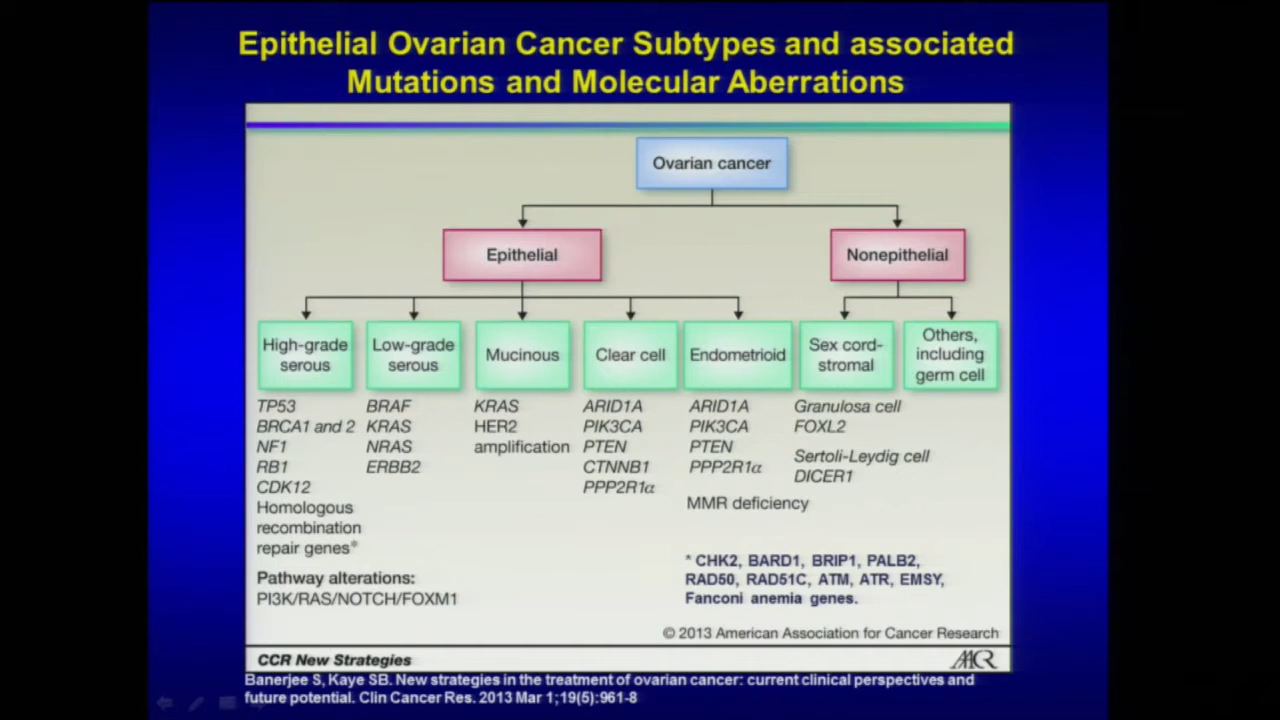 Epithelial Ovarian Cancer Subtypes and associated
Mutations and Molecular Aberrations
Ovarian cancer
Epithelial
Nonepithelial
High-grade
serous
Low-grade
serous
Mucinous
Clear cell
Endometrioid
Sex cord-
stromal
Others,
including
germ cell
TP53
BRCA1 and 2
NF1
RB1
CDK12
Homologous
recombination
repair genes*
Pathway alterations:
PI3K/RAS/NOTCH/FOXM1
BRAF
KRAS
NRAS
ERBB2
KRAS
HER2
amplification
ARID1A
PIK3CA
PTEN
CTNNB1
PPP2R1α
ARID1A
PIK3CA
PTEN
PPP2R1α
MMR deficiency
Granulosa cell
FOXL2
Sertoli-Leydig cell
DICER1
* CHK2, BARD1, BRIP1, PALB2,
RAD50, RAD51C, ATM, ATR, EMSY,
Fanconi anemia genes.
© 2013 American Association for Cancer Research
CCR New Strategies
AACR
Banerjee S, Kaye SB. New strategies in the treatment of ovarian cancer: current clinical perspectives and
future potential. Clin Cancer Res. 2013 Mar 1;19(5):961-8